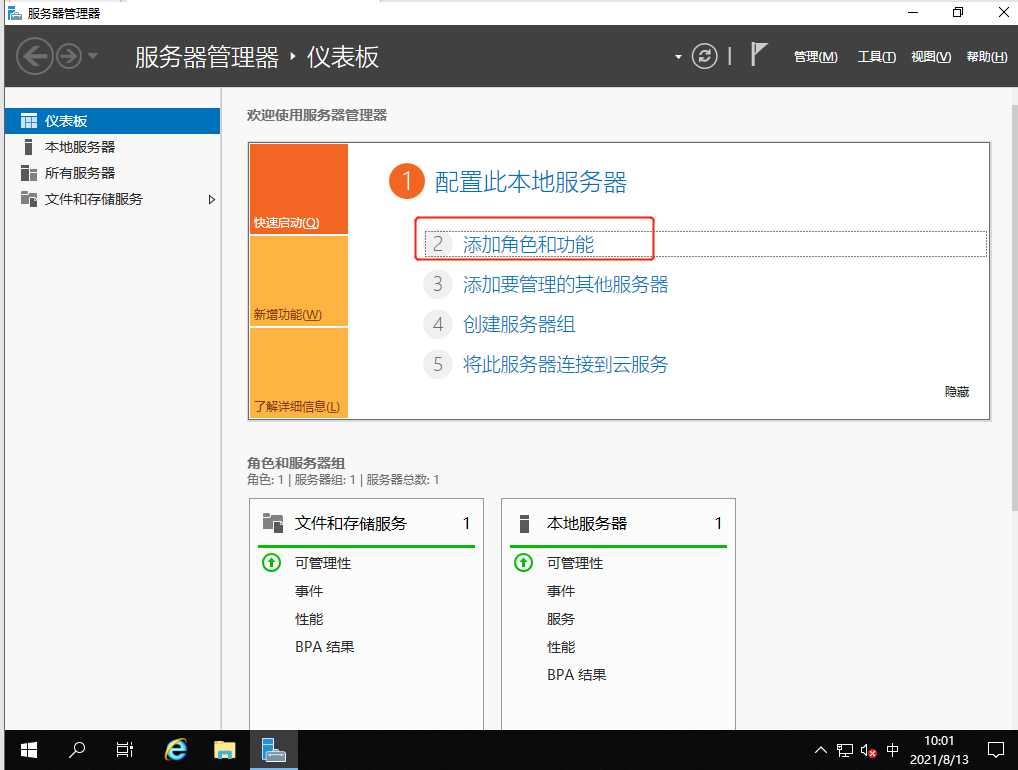 服务器管理器
服务器管理器 ‣ 仪表板
管理(M) 工具(T) 视图(V) 帮助(H)
仪表板
本地服务器
所有服务器
文件和存储服务
欢迎使用服务器管理器
快速启动(Q)
新增功能(W)
了解详细信息(L)
1 配置此本地服务器
2 添加角色和功能
3 添加要管理的其他服务器
4 创建服务器组
5 将此服务器连接到云服务
隐藏
角色和服务器组
角色: 1 | 服务器组: 1 | 服务器总数: 1
文件和存储服务 1
可管理性
事件
性能
BPA 结果
本地服务器 1
可管理性
事件
服务
性能
BPA 结果
中
10:01
2021/8/13